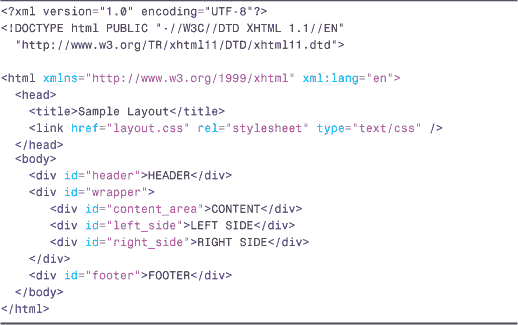 <?xml version="1.0" encoding="UTF-8"?>
<!DOCTYPE html PUBLIC "-//W3C//DTD XHTML 1.1//EN"
  "http://www.w3.org/TR/xhtml11/DTD/xhtml11.dtd">

<html xmlns="http://www.w3.org/1999/xhtml" xml:lang="en">
  <head>
    <title>Sample Layout</title>
    <link href="layout.css" rel="stylesheet" type="text/css" />
  </head>
  <body>
    <div id="header">HEADER</div>
    <div id="wrapper">
       <div id="content_area">CONTENT</div>
       <div id="left_side">LEFT SIDE</div>
       <div id="right_side">RIGHT SIDE</div>
    </div>
    <div id="footer">FOOTER</div>
  </body>
</html>